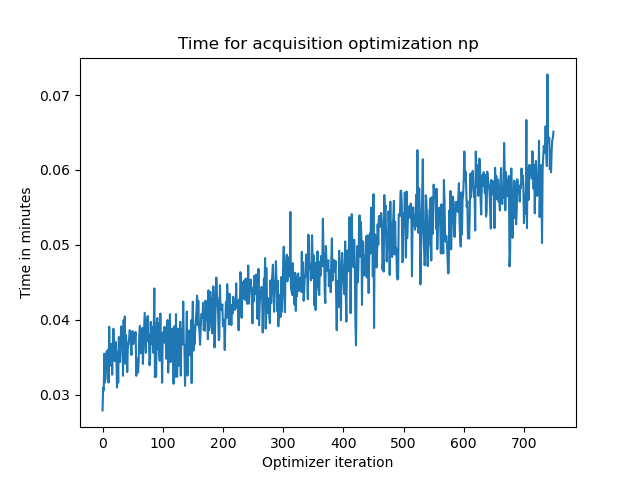 Time for acquisition optimization np
Time in minutes
0.07
0.06
0.05
0.04
0.03
0 100 200 300 400 500 600 700
Optimizer iteration